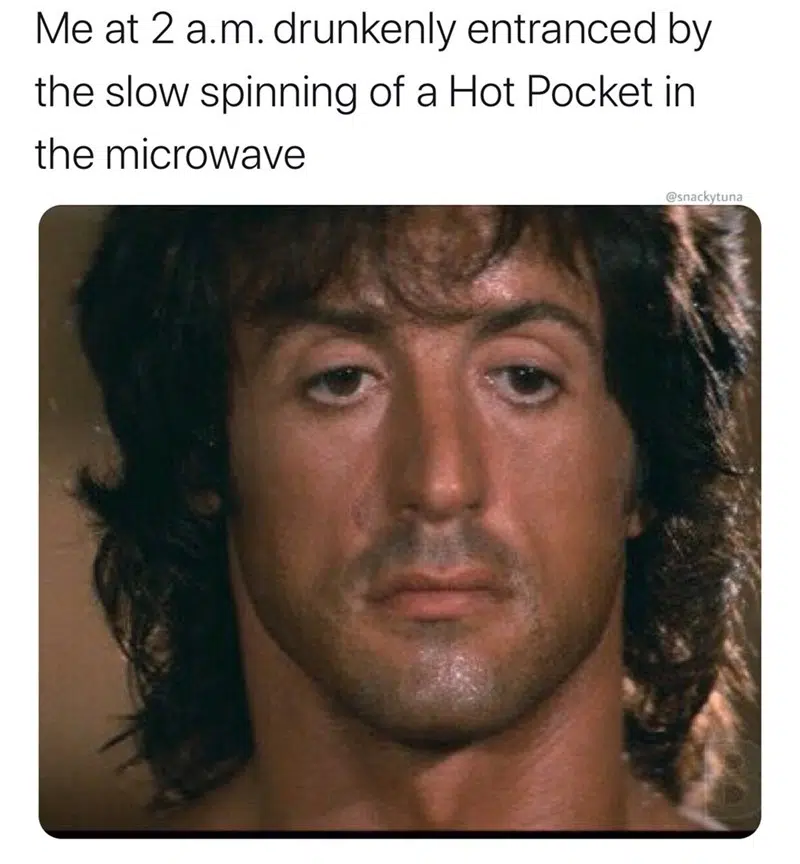 Me at 2 a.m. drunkenly entranced by
the slow spinning of a Hot Pocket in
the microwave
@snackytuna